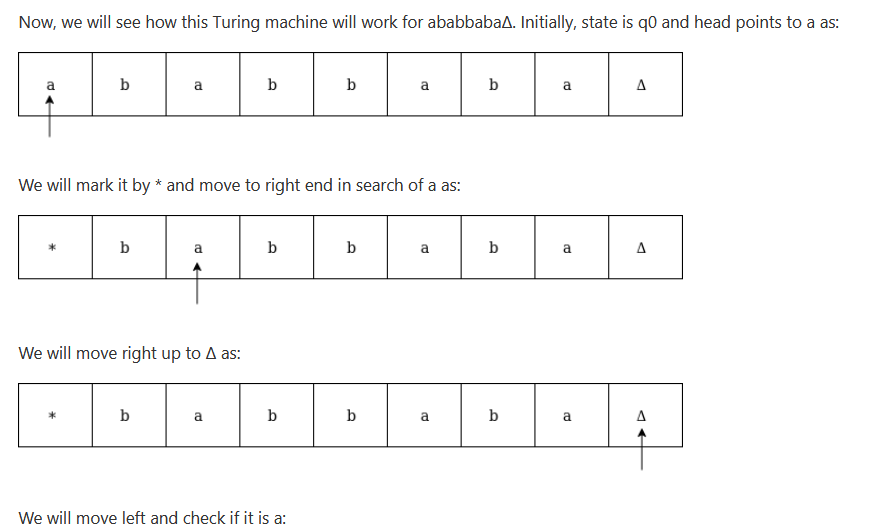 Now, we will see how this Turing machine will work for ababbabaΔ. Initially, state is q0 and head points to a as:
a b a b b a b a Δ
We will mark it by * and move to right end in search of a as:
* b a b b a b a Δ
We will move right up to Δ as:
* b a b b a b a Δ
We will move left and check if it is a: